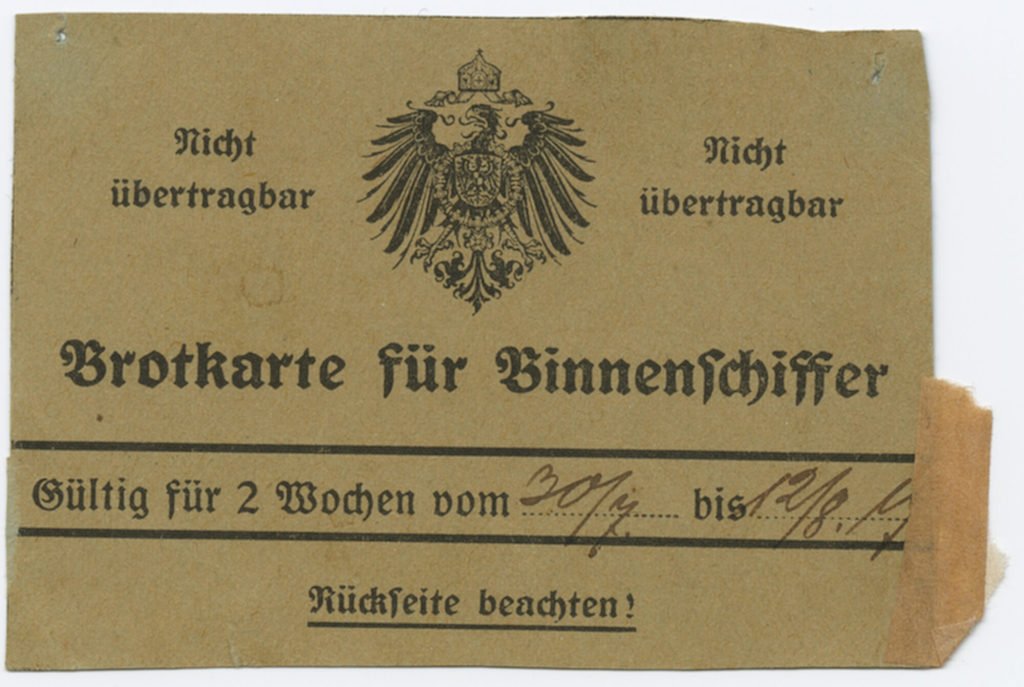 Nicht
übertragbar
Nicht
übertragbar
Brotkarte für Binnenschiffer
Gültig für 2 Wochen vom 30/7. bis 12/8. 17
Rückseite beachten!